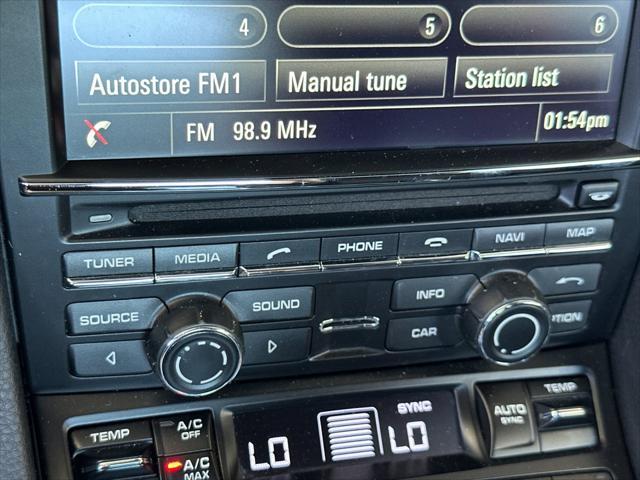 4 5 6
Autostore FM1 Manual tune Station list
FM 98.9 MHz 01:54pm
TUNER MEDIA PHONE NAVI MAP
SOURCE SOUND INFO
CAR OPTION
TEMP A/C OFF SYNC AUTO SYNC TEMP
LO LO
A/C MAX